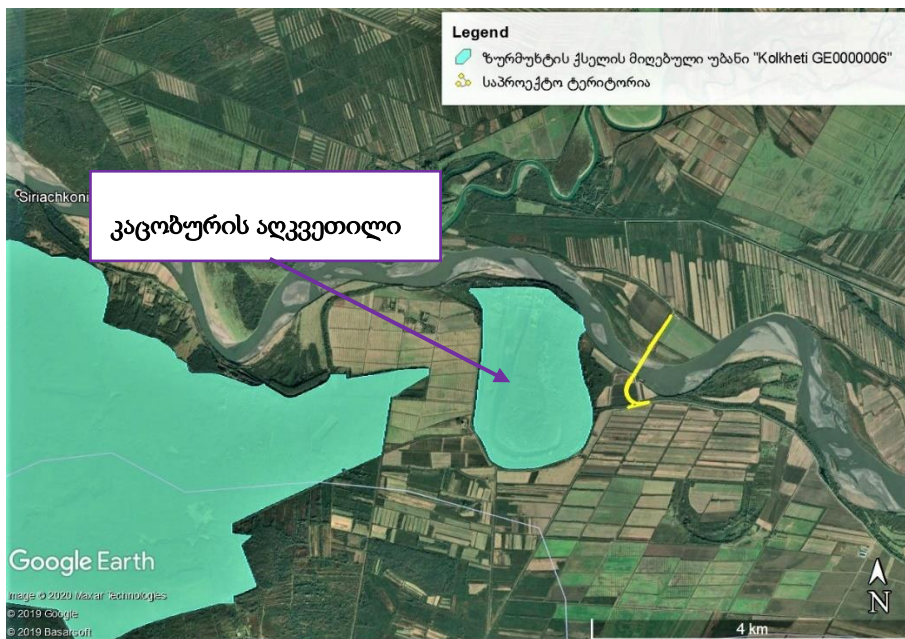 Legend
ზურმუხტის ქსელის მიღებული უბანი "Kolkheti GE0000006"
საპროექტო ტერიტორია
Siriachkoni
კაცობურის აღკვეთილი
Google Earth
Image © 2020 Maxar Technologies
© 2019 Google
© 2019 Basarsoft
N
4 km